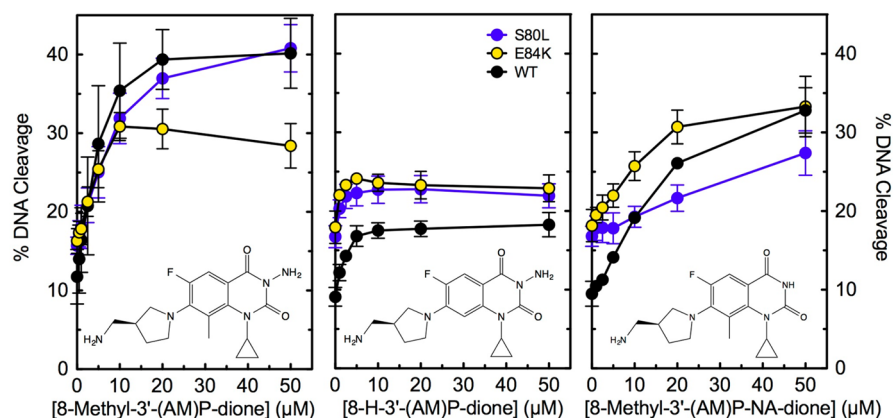 % DNA Cleavage
40
30
20
10
0
F
O
N
NH₂
N
O
N
H₂N
0 10 20 30 40 50
[8-Methyl-3'-(AM)P-dione] (µM)
S80L
E84K
WT
F
O
N
NH₂
N
O
N
H₂N
0 10 20 30 40 50
[8-H-3'-(AM)P-dione] (µM)
F
O
NH
N
O
N
H₂N
0 10 20 30 40 50
[8-Methyl-3'-(AM)P-NA-dione] (µM)
40
30
20
10
0
% DNA Cleavage